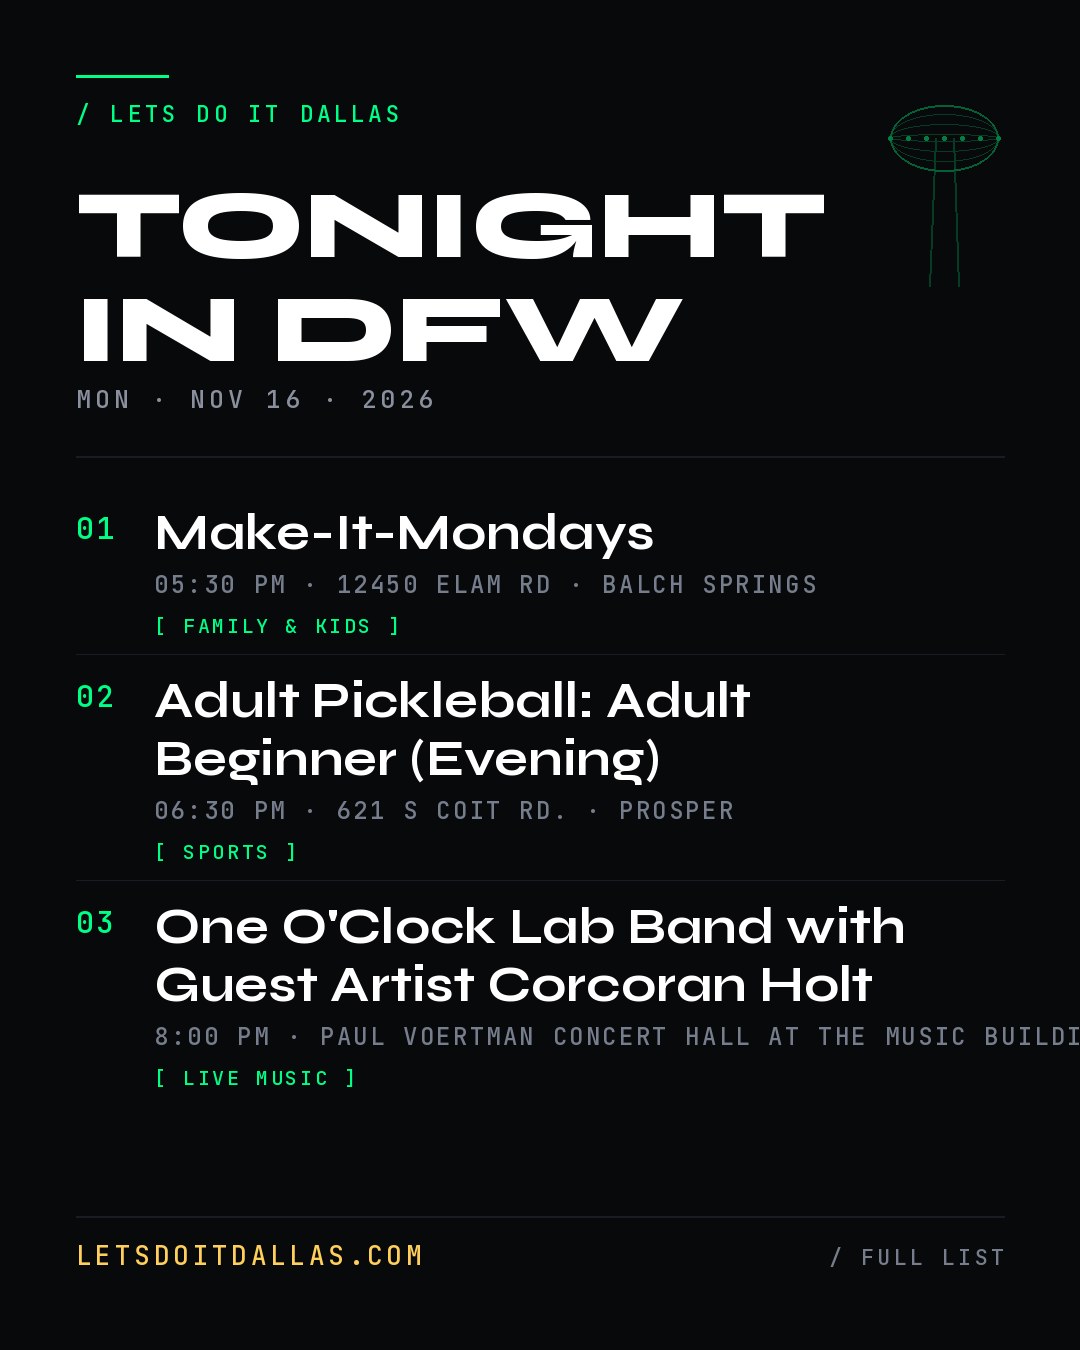 / LETS DO IT DALLAS
TONIGHT
IN DFW
MON · NOV 16 · 2026
01
Make-It-Mondays
05:30 PM · 12450 ELAM RD · BALCH SPRINGS
[ FAMILY & KIDS ]
02
Adult Pickleball: Adult
Beginner (Evening)
06:30 PM · 621 S COIT RD. · PROSPER
[ SPORTS ]
03
One O'Clock Lab Band with
Guest Artist Corcoran Holt
8:00 PM · PAUL VOERTMAN CONCERT HALL AT THE MUSIC BUILDI
[ LIVE MUSIC ]
LETSDOITDALLAS.COM
/ FULL LIST